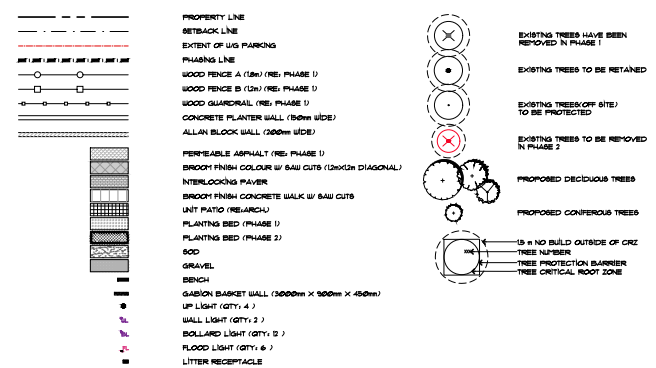 PROPERTY LINE
SETBACK LINE
EXTENT OF U/G PARKING
PHASING LINE
WOOD FENCE A (1.8m) (RE: PHASE 1)
WOOD FENCE B (1.2m) (RE: PHASE 1)
WOOD GUARDRAIL (RE: PHASE 1)
CONCRETE PLANTER WALL (150mm WIDE)
ALLAN BLOCK WALL (200mm WIDE)
PERMEABLE ASPHALT (RE: PHASE 1)
BROOM FINISH COLOUR W/ SAW CUTS (1.2m×1.2m DIAGONAL)
INTERLOCKING PAVER
BROOM FINISH CONCRETE WALK W/ SAW CUTS
UNIT PATIO (RE:ARCH.)
PLANTING BED (PHASE 1)
PLANTING BED (PHASE 2)
SOD
GRAVEL
BENCH
GABION BASKET WALL (3000mm X 900mm X 450mm)
UP LIGHT (QTY: 4 )
WALL LIGHT (QTY: 2 )
BOLLARD LIGHT (QTY: 12 )
FLOOD LIGHT (QTY: 6 )
LITTER RECEPTACLE
EXISTING TREES HAVE BEEN
REMOVED IN PHASE 1
EXISTING TREES TO BE RETAINED
EXISTING TREES(OFF SITE)
TO BE PROTECTED
EXISTING TREES TO BE REMOVED
IN PHASE 2
PROPOSED DECIDUOUS TREES
PROPOSED CONIFEROUS TREES
1.5 m NO BUILD OUTSIDE OF CRZ
TREE NUMBER
TREE PROTECTION BARRIER
TREE CRITICAL ROOT ZONE